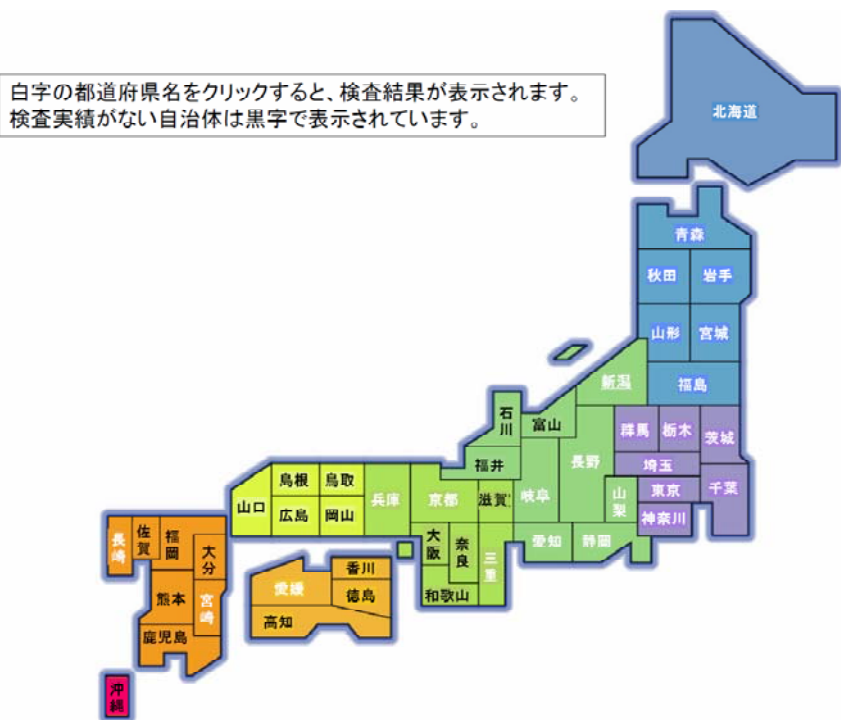 白字の都道府県名をクリックすると、検査結果が表示されます。
検査実績がない自治体は黒字で表示されています。
北海道
青森
秋田
岩手
山形
宮城
新潟
福島
石川
富山
群馬
栃木
茨城
福井
長野
埼玉
島根
鳥取
兵庫
京都
滋賀
岐阜
山梨
東京
千葉
山口
広島
岡山
神奈川
長崎
佐賀
福岡
大分
大阪
奈良
三重
愛知
静岡
香川
愛媛
徳島
和歌山
熊本
宮崎
高知
鹿児島
沖縄